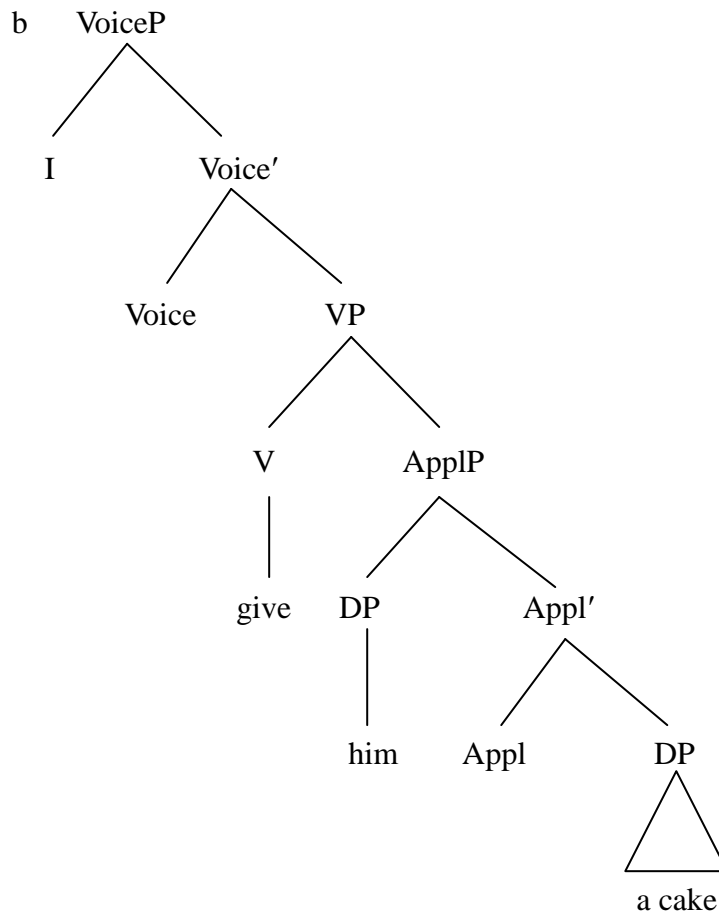 b VoiceP
I Voice′
Voice VP
V ApplP
give DP Appl′
him Appl DP
a cake